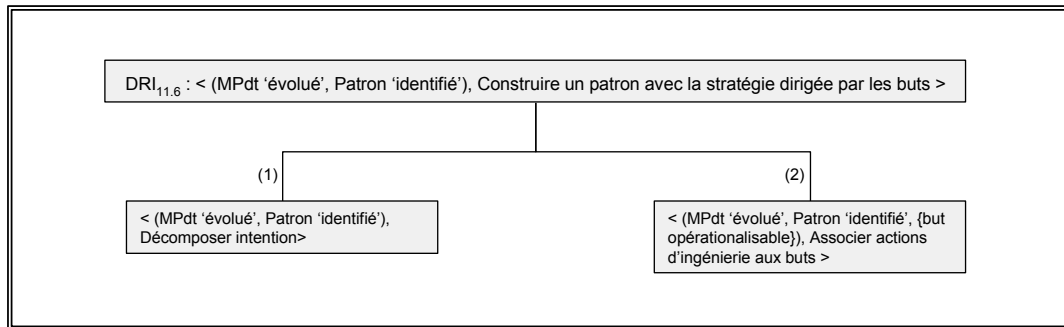 DRI11.6 : < (MPdt ‘évolué’, Patron ‘identifié’), Construire un patron avec la stratégie dirigée par les buts >
(1)
(2)
< (MPdt ‘évolué’, Patron ‘identifié’),
Décomposer intention>
< (MPdt ‘évolué’, Patron ‘identifié’, {but
opérationalisable}), Associer actions
d’ingénierie aux buts >